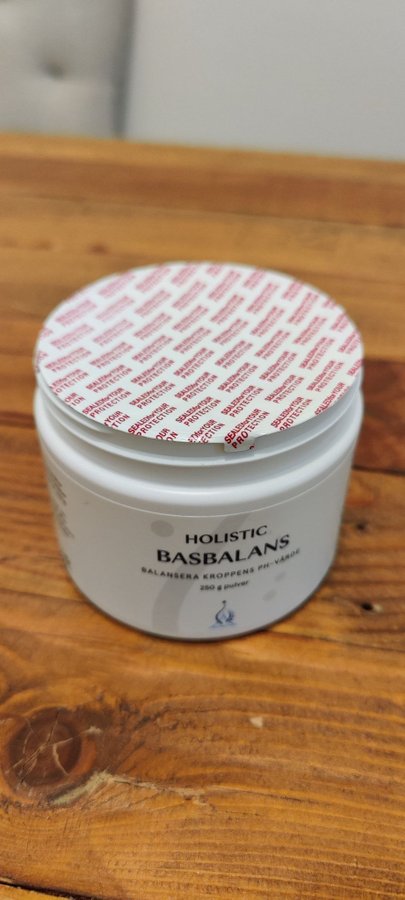 SEALED for YOUR
PROTECTION
HOLISTIC
BASBALANS
BALANSERA KROPPENS PH-VÄRDE
250 g pulver